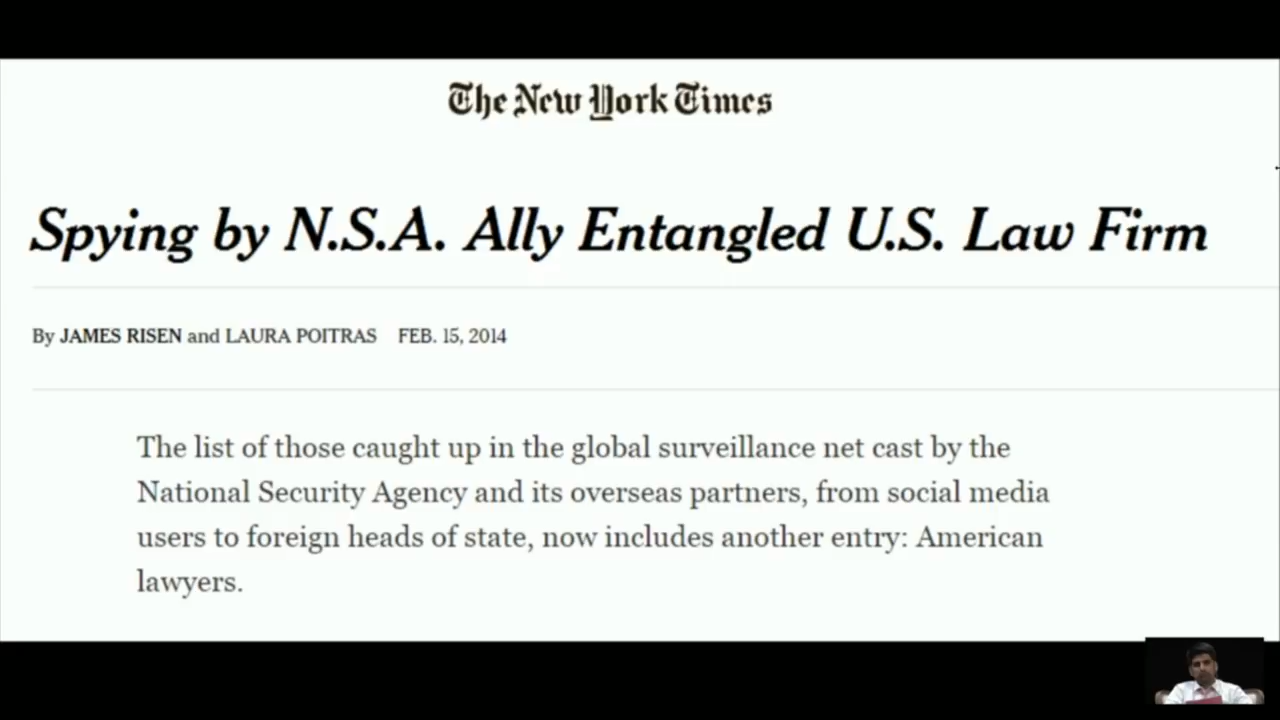 The New York Times
Spying by N.S.A. Ally Entangled U.S. Law Firm
By JAMES RISEN and LAURA POITRAS FEB. 15, 2014
The list of those caught up in the global surveillance net cast by the
National Security Agency and its overseas partners, from social media
users to foreign heads of state, now includes another entry: American
lawyers.